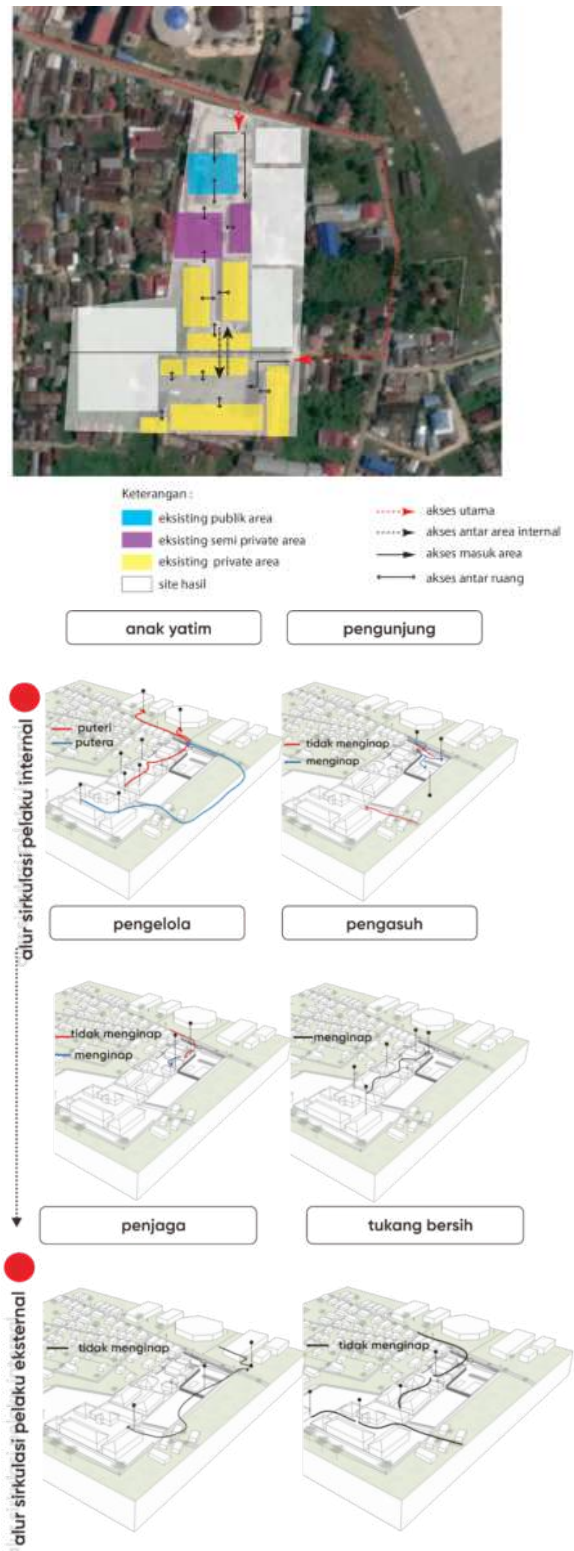 Keterangan :
eksisting publik area
eksisting semi private area
eksisting private area
site hasil
akses utama
akses antar area internal
akses masuk area
akses antar ruang
anak yatim
pengunjung
alur sirkulasi pelaku internal
puteri
putera
tidak menginap
menginap
pengelola
pengasuh
tidak menginap
menginap
menginap
penjaga
tukang bersih
alur sirkulasi pelaku eksternal
tidak menginap
tidak menginap